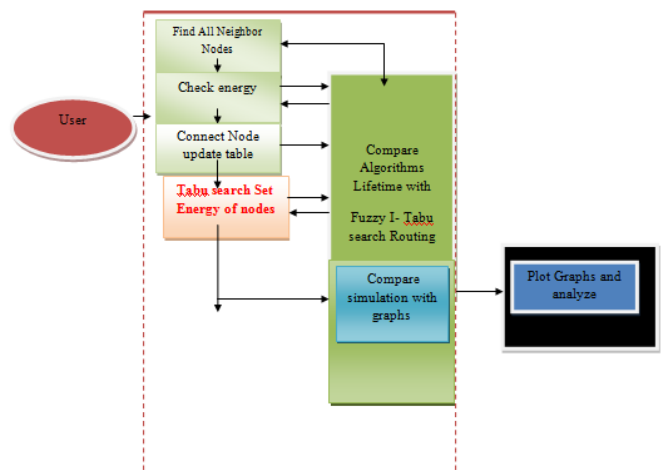 Find All Neighbor
Nodes
Check energy
User
Connect Node
update table
Tabu search Set
Energy of nodes
Compare
Algorithms
Lifetime with
Fuzzy I- Tabu
search Routing
Compare
simulation with
graphs
Plot Graphs and
analyze